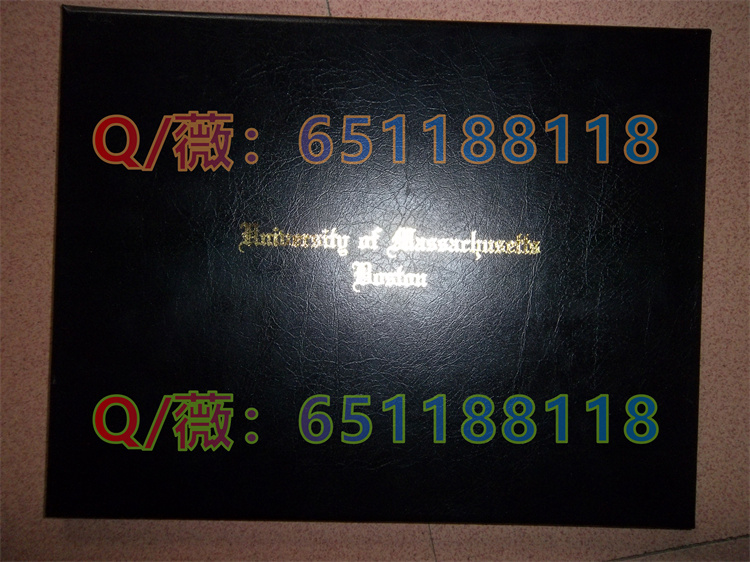 Q/薇：651188118
University of Massachusetts
Boston
Q/薇：651188118